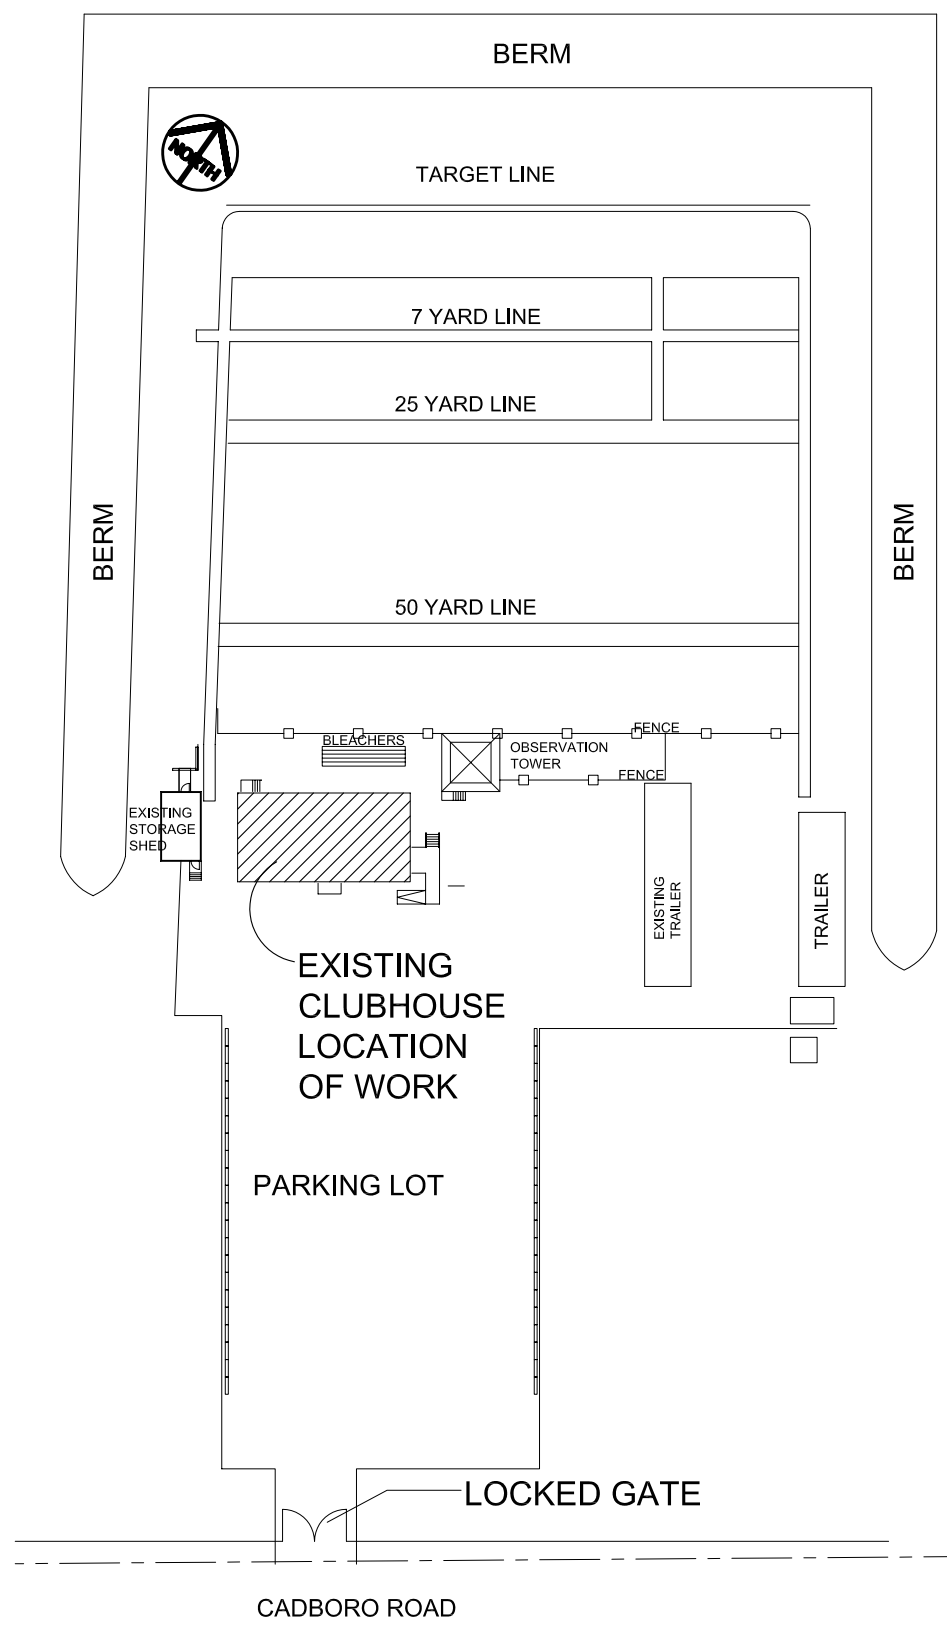 BERM
NORTH
TARGET LINE
7 YARD LINE
25 YARD LINE
BERM
BERM
50 YARD LINE
FENCE
BLEACHERS
OBSERVATION
TOWER
FENCE
EXISTING
STORAGE
SHED
EXISTING
TRAILER
TRAILER
EXISTING
CLUBHOUSE
LOCATION
OF WORK
PARKING LOT
LOCKED GATE
CADBORO ROAD